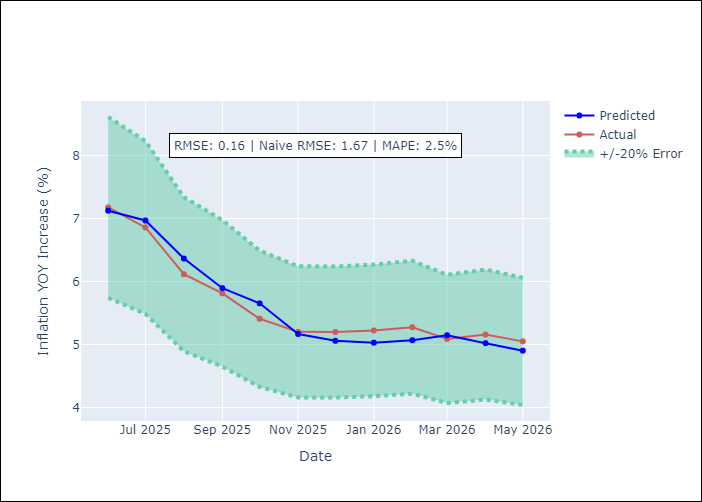 RMSE: 0.16 | Naive RMSE: 1.67 | MAPE: 2.5%
Predicted
Actual
+/-20% Error
Inflation YOY Increase (%)
8
7
6
5
4
Jul 2025
Sep 2025
Nov 2025
Jan 2026
Mar 2026
May 2026
Date